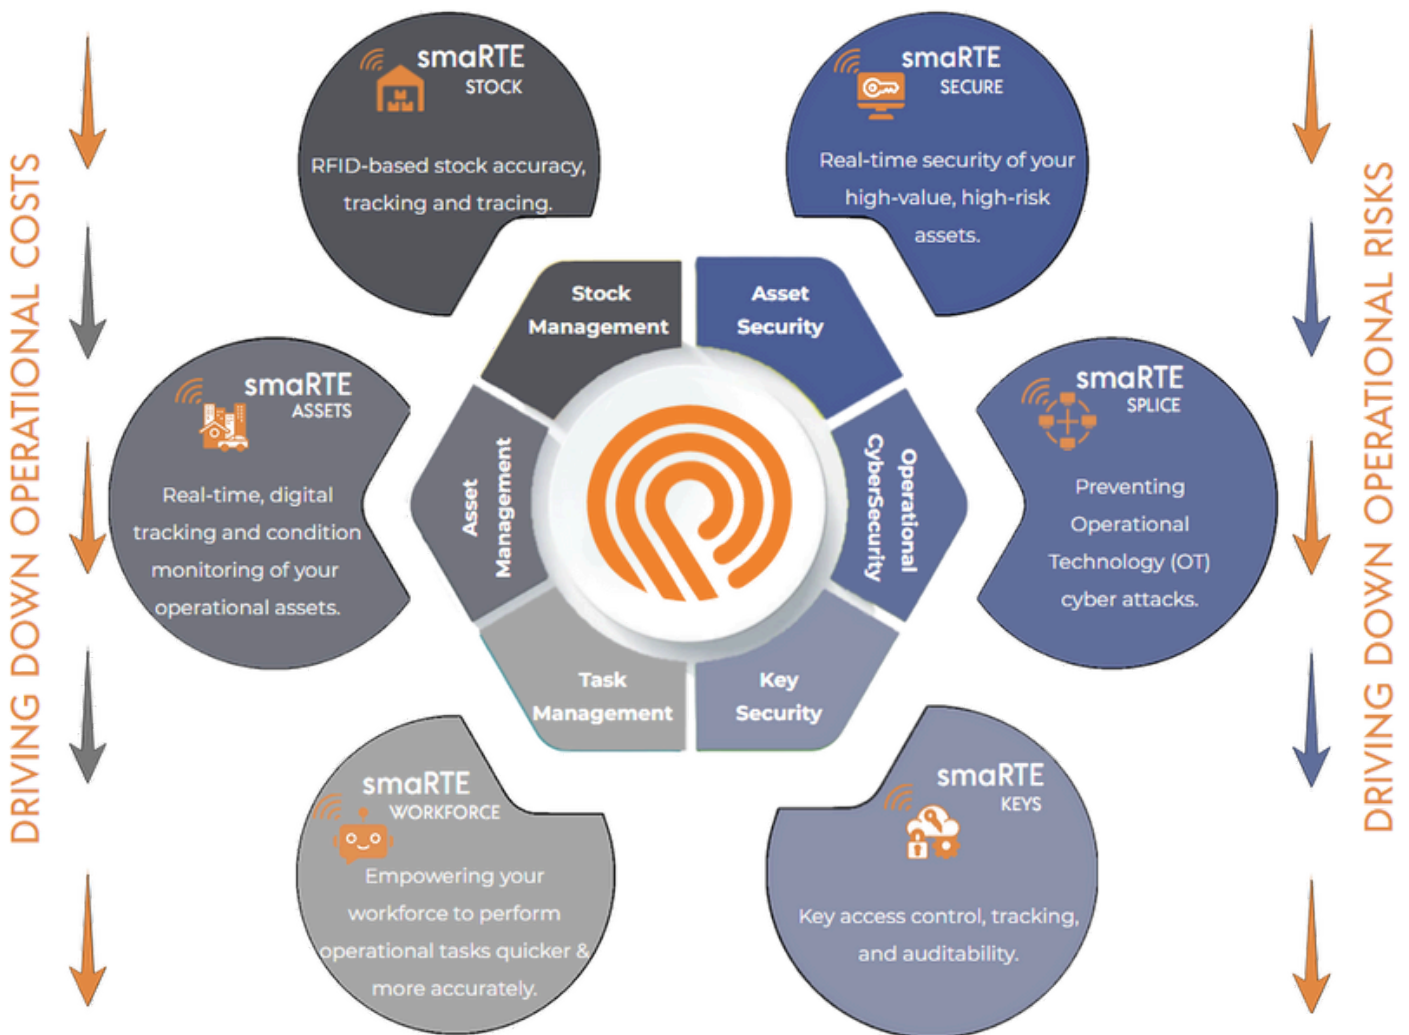 DRIVING DOWN OPERATIONAL COSTS
smaRTE
STOCK
RFID-based stock accuracy,
tracking and tracing.
smaRTE
SECURE
Real-time security of your
high-value, high-risk
assets.
Stock
Management
Asset
Security
smaRTE
ASSETS
Real-time, digital
tracking and condition
monitoring of your
operational assets.
Asset
Management
Operational
CyberSecurity
smaRTE
SPLICE
Preventing
Operational
Technology (OT)
cyber attacks.
Task
Management
Key
Security
smaRTE
WORKFORCE
Empowering your
workforce to perform
operational tasks quicker &
more accurately.
smaRTE
KEYS
Key access control, tracking,
and auditability.
DRIVING DOWN OPERATIONAL RISKS